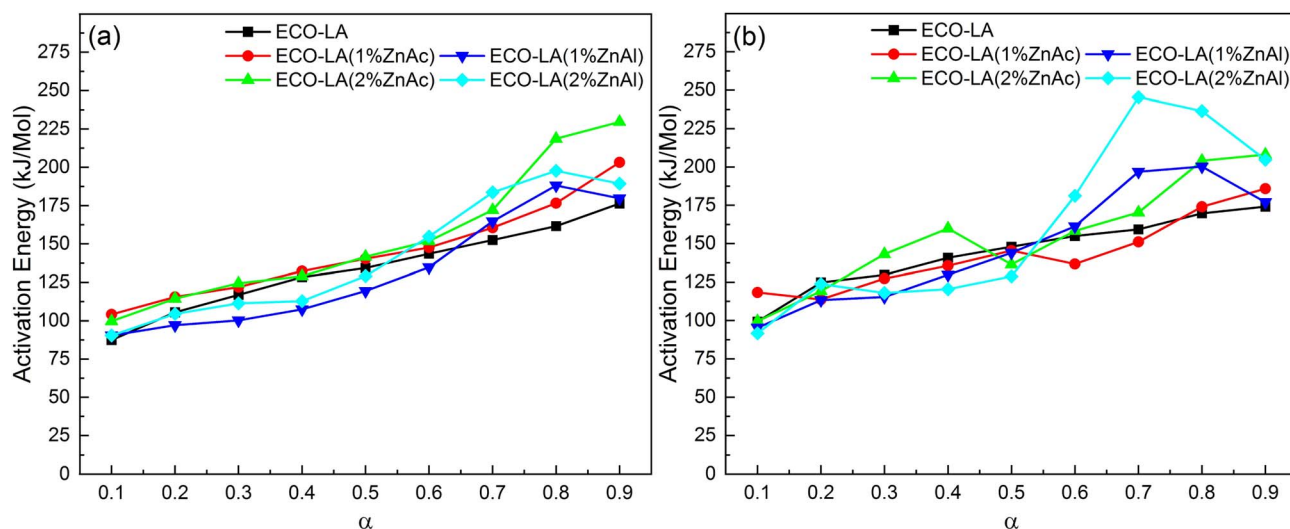 (a)
ECO-LA
ECO-LA(1%ZnAc)
ECO-LA(1%ZnAl)
ECO-LA(2%ZnAc)
ECO-LA(2%ZnAl)
Activation Energy (kJ/Mol)
275
250
225
200
175
150
125
100
75
50
25
0
0.1 0.2 0.3 0.4 0.5 0.6 0.7 0.8 0.9
α
(b)
ECO-LA
ECO-LA(1%ZnAc)
ECO-LA(1%ZnAl)
ECO-LA(2%ZnAc)
ECO-LA(2%ZnAl)
Activation Energy (kJ/Mol)
275
250
225
200
175
150
125
100
75
50
25
0
0.1 0.2 0.3 0.4 0.5 0.6 0.7 0.8 0.9
α